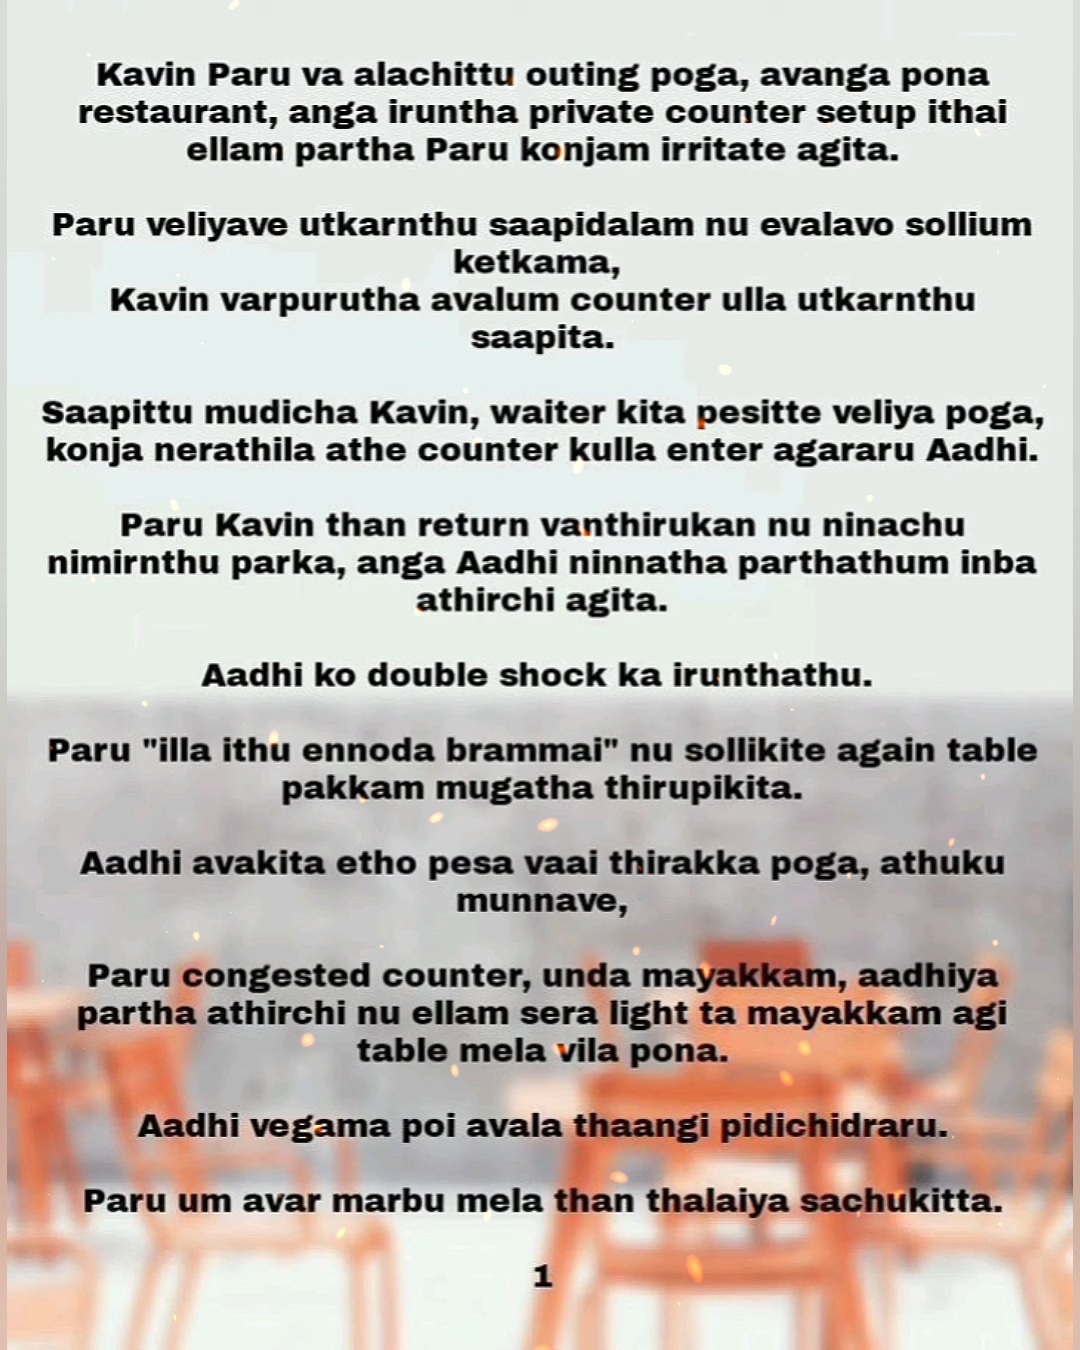 Kavin Paru va alachittu outing poga, avanga pona
restaurant, anga iruntha private counter setup ithai
ellam partha Paru konjam irritate agita.
Paru veliyave utkarnthu saapidalam nu evalavo sollium
ketkama,
Kavin varpurutha avalum counter ulla utkarnthu
saapita.
Saapittu mudicha Kavin, waiter kita pesitte veliya poga,
konja nerathila athe counter kulla enter agararu Aadhi.
Paru Kavin than return vanthirukan nu ninachu
nimirnthu parka, anga Aadhi ninnatha parthathum inba
athirchi agita.
Aadhi ko double shock ka irunthathu.
Paru "illa ithu ennoda brammai" nu sollikite again table
pakkam mugatha thirupikita.
Aadhi avakita etho pesa vaai thirakka poga, athuku
munnave,
Paru congested counter, unda mayakkam, aadhiya
partha athirchi nu ellam sera light ta mayakkam agi
table mela vila pona.
Aadhi vegama poi avala thaangi pidichidraru.
Paru um avar marbu mela than thalaiya sachukitta.
1